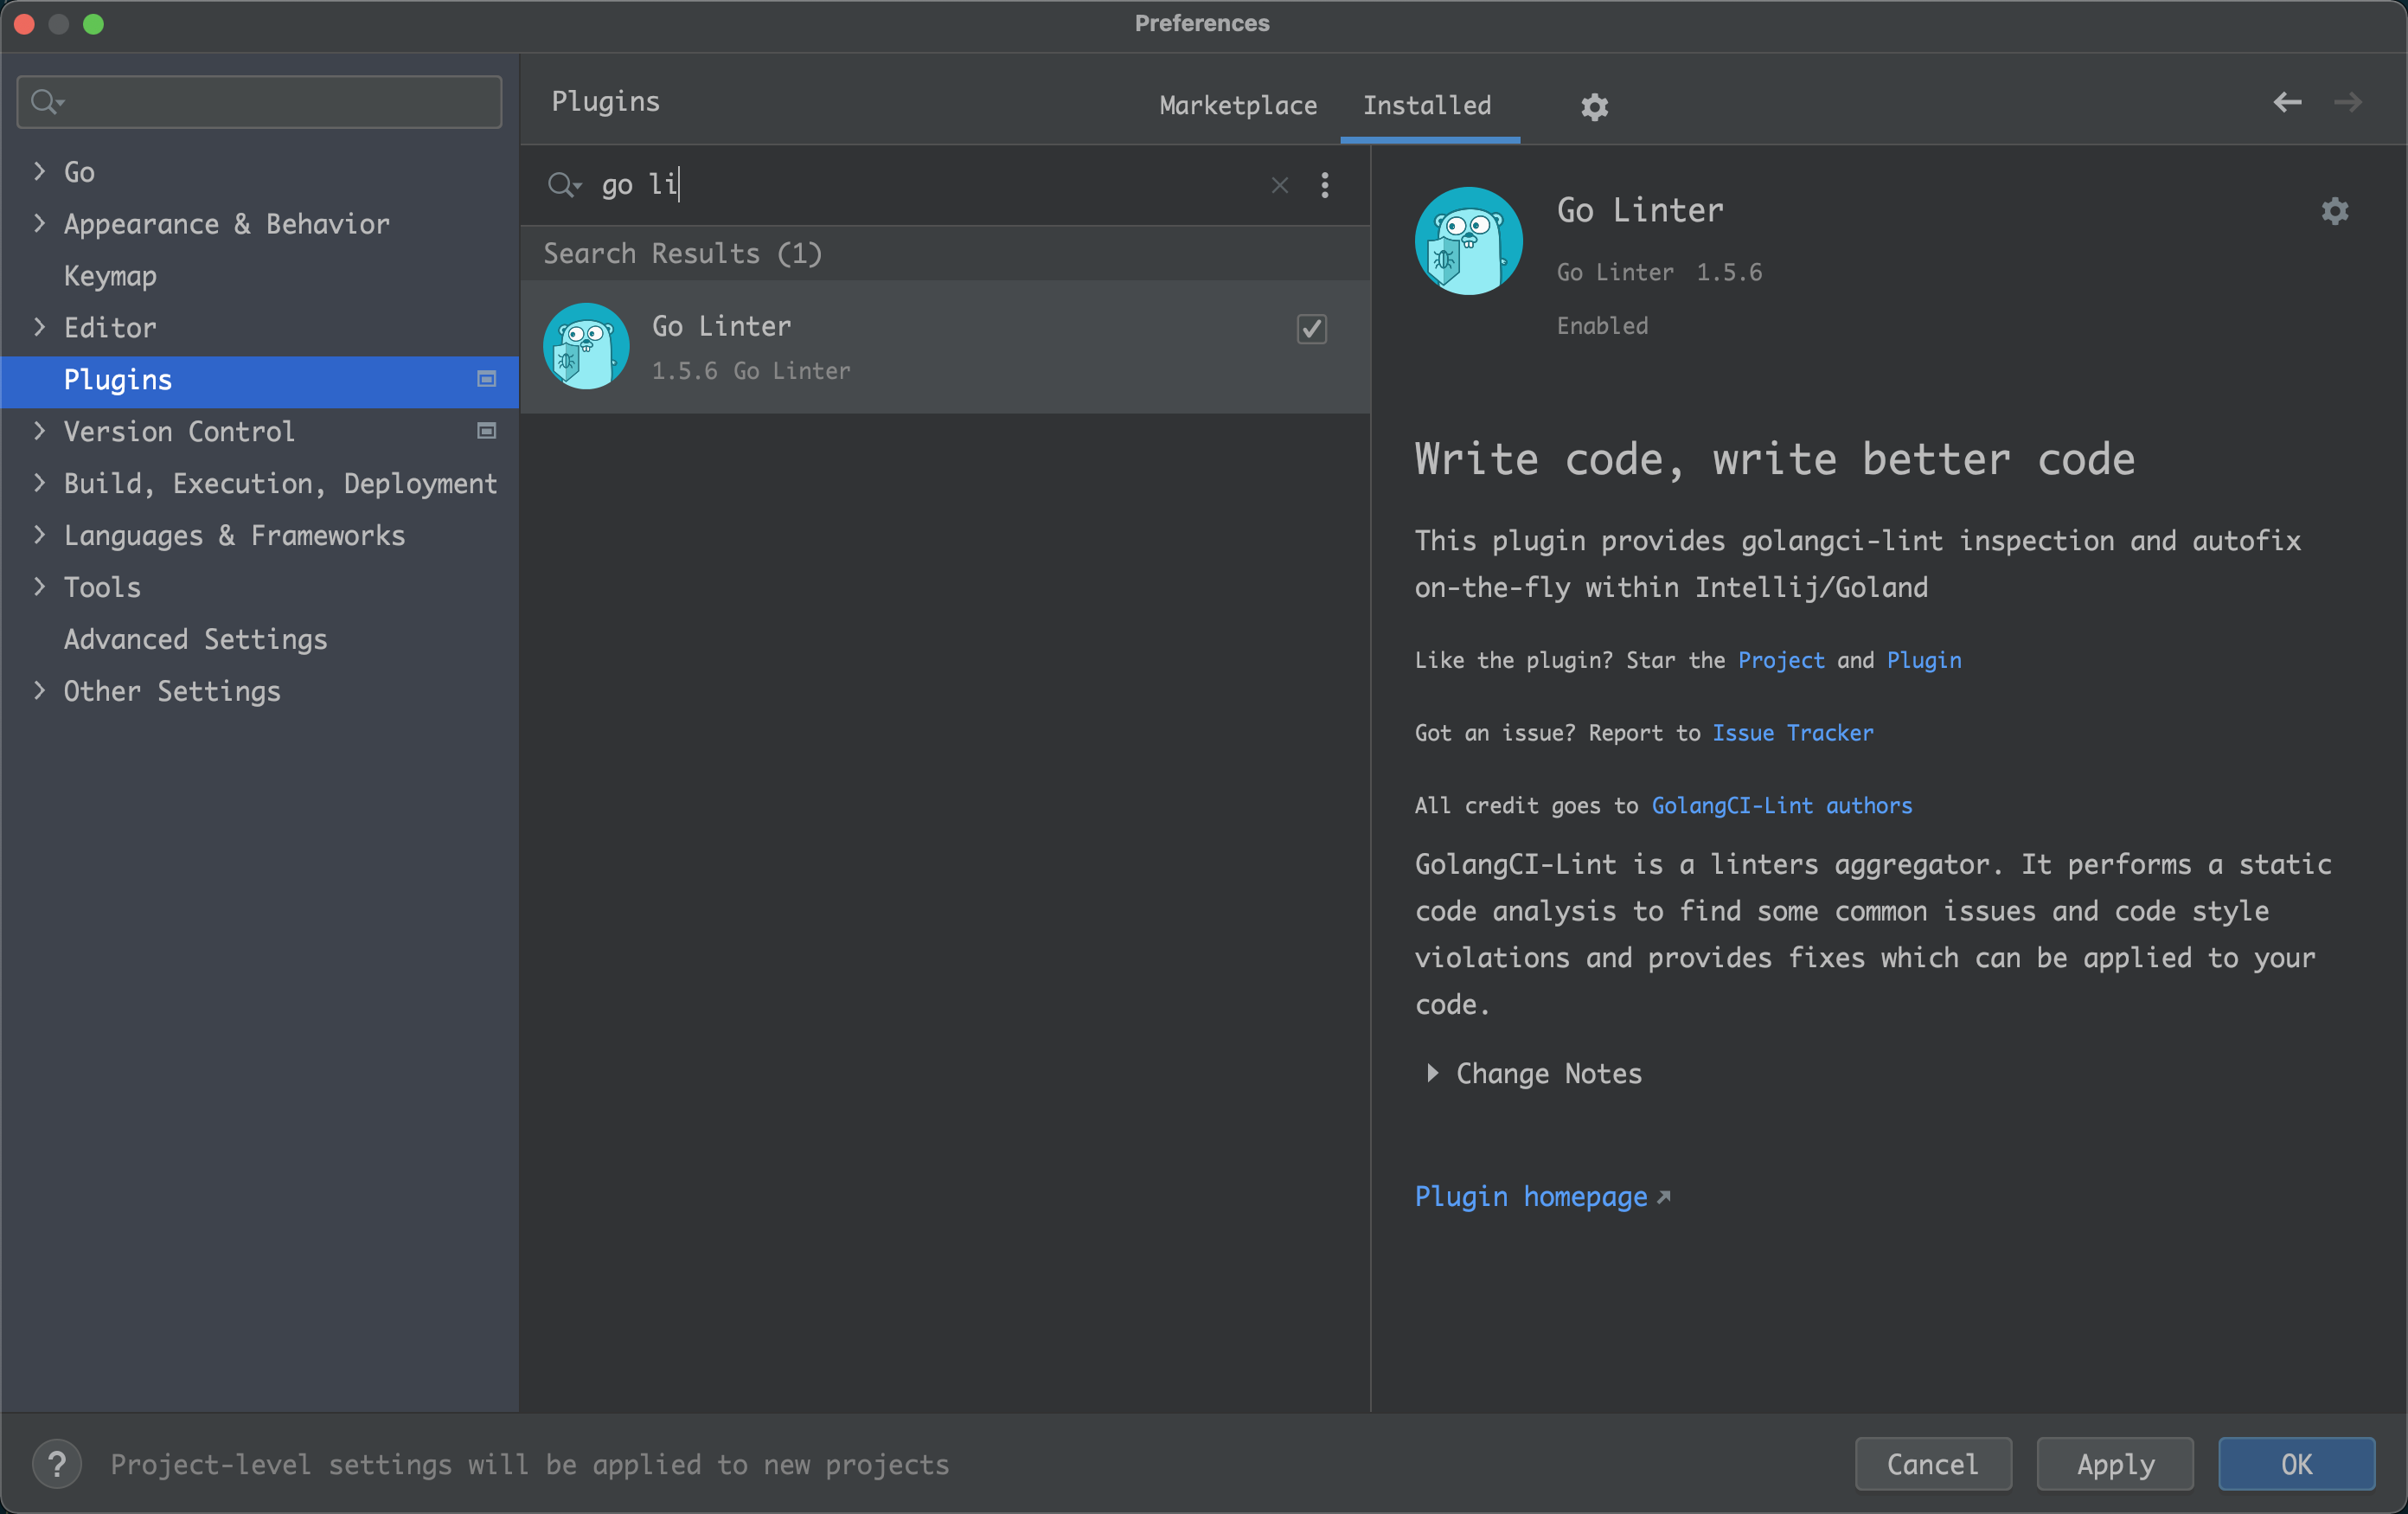 Preferences
Plugins
Marketplace
Installed
Go
Appearance & Behavior
Keymap
Editor
Plugins
Version Control
Build, Execution, Deployment
Languages & Frameworks
Tools
Advanced Settings
Other Settings
go li
Search Results (1)
Go Linter
1.5.6 Go Linter
Go Linter
Go Linter 1.5.6
Enabled
Write code, write better code
This plugin provides golangci-lint inspection and autofix
on-the-fly within Intellij/Goland
Like the plugin? Star the Project and Plugin
Got an issue? Report to Issue Tracker
All credit goes to GolangCI-Lint authors
GolangCI-Lint is a linters aggregator. It performs a static
code analysis to find some common issues and code style
violations and provides fixes which can be applied to your
code.
Change Notes
Plugin homepage
? Project-level settings will be applied to new projects
Cancel
Apply
OK